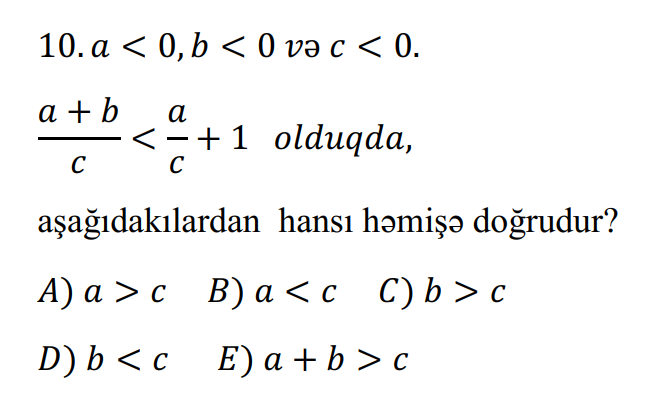 10. a < 0, b < 0 və c < 0.
(a + b)/c < a/c + 1 olduqda,
aşağıdakılardan hansı həmişə doğrudur?
A) a > c B) a < c C) b > c
D) b < c E) a + b > c